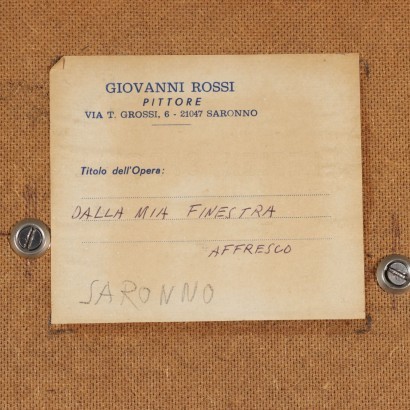 GIOVANNI ROSSI
PITTORE
VIA T. GROSSI, 6 - 21047 SARONNO
Titolo dell'Opera:
DALLA MIA FINESTRA
AFFRESCO
SARONNO